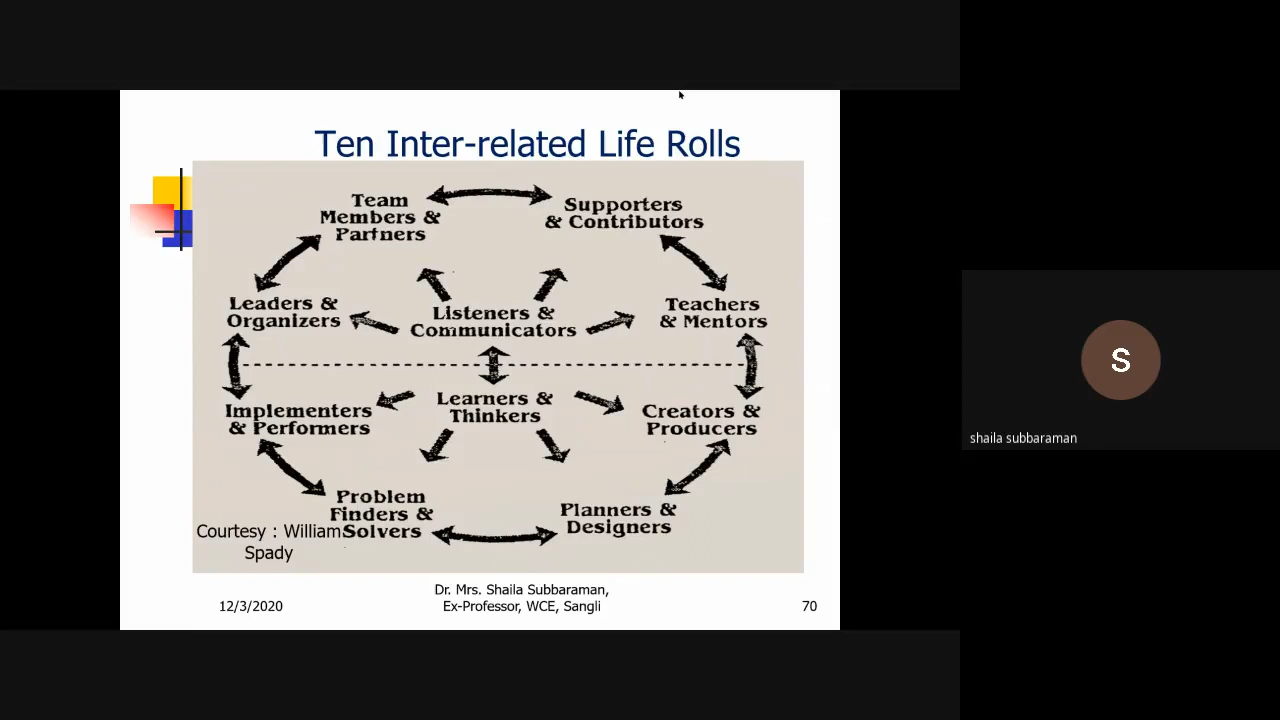 Ten Inter-related Life Rolls
Team
Members &
Partners
Supporters
& Contributors
Leaders &
Organizers
Listeners &
Communicators
Teachers
& Mentors
Implementers
& Performers
Learners &
Thinkers
Creators &
Producers
Problem
Finders &
Solvers
Planners &
Designers
Courtesy : William
Spady
12/3/2020
Dr. Mrs. Shaila Subbaraman,
Ex-Professor, WCE, Sangli
70
S
shaila subbaraman